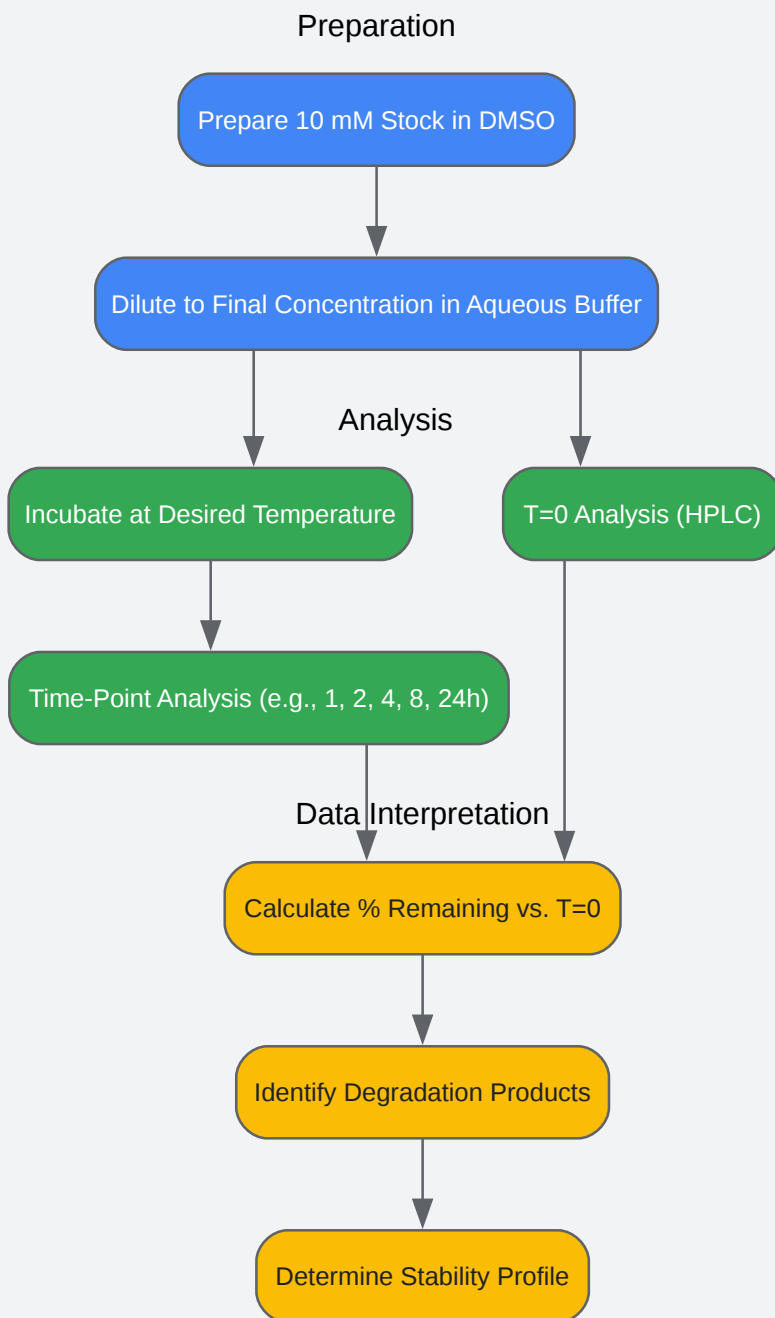 Preparation
Prepare 10 mM Stock in DMSO
Dilute to Final Concentration in Aqueous Buffer
Analysis
Incubate at Desired Temperature
T=0 Analysis (HPLC)
Time-Point Analysis (e.g., 1, 2, 4, 8, 24h)
Data Interpretation
Calculate % Remaining vs. T=0
Identify Degradation Products
Determine Stability Profile